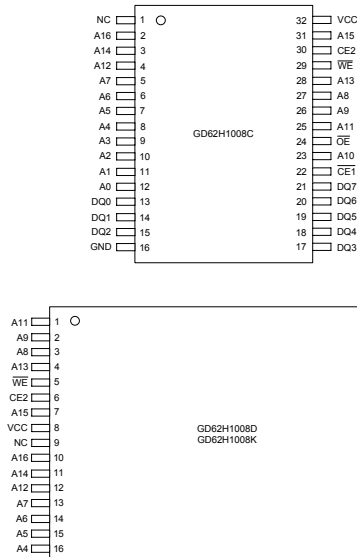 NC 1 32 VCC
A16 2 31 A15
A14 3 30 CE2
A12 4 29 WE
A7 5 28 A13
A6 6 27 A8
A5 7 26 A9
A4 8 25 A11
GD62H1008C
A3 9 24 OE
A2 10 23 A10
A1 11 22 CE1
A0 12 21 DQ7
DQ0 13 20 DQ6
DQ1 14 19 DQ5
DQ2 15 18 DQ4
GND 16 17 DQ3
A11 1
A9 2
A8 3
A13 4
WE 5
CE2 6
A15 7
VCC 8 GD62H1008D
NC 9 GD62H1008K
A16 10
A14 11
A12 12
A7 13
A6 14
A5 15
A4 16